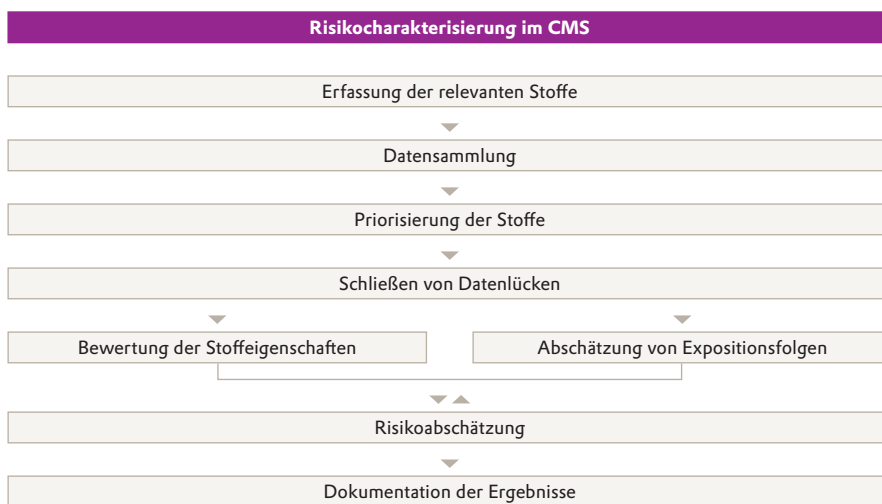 Risikocharakterisierung im CMS
Erfassung der relevanten Stoffe
Datensammlung
Priorisierung der Stoffe
Schließen von Datenlücken
Bewertung der Stoffeigenschaften
Abschätzung von Expositionsfolgen
Risikoabschätzung
Dokumentation der Ergebnisse